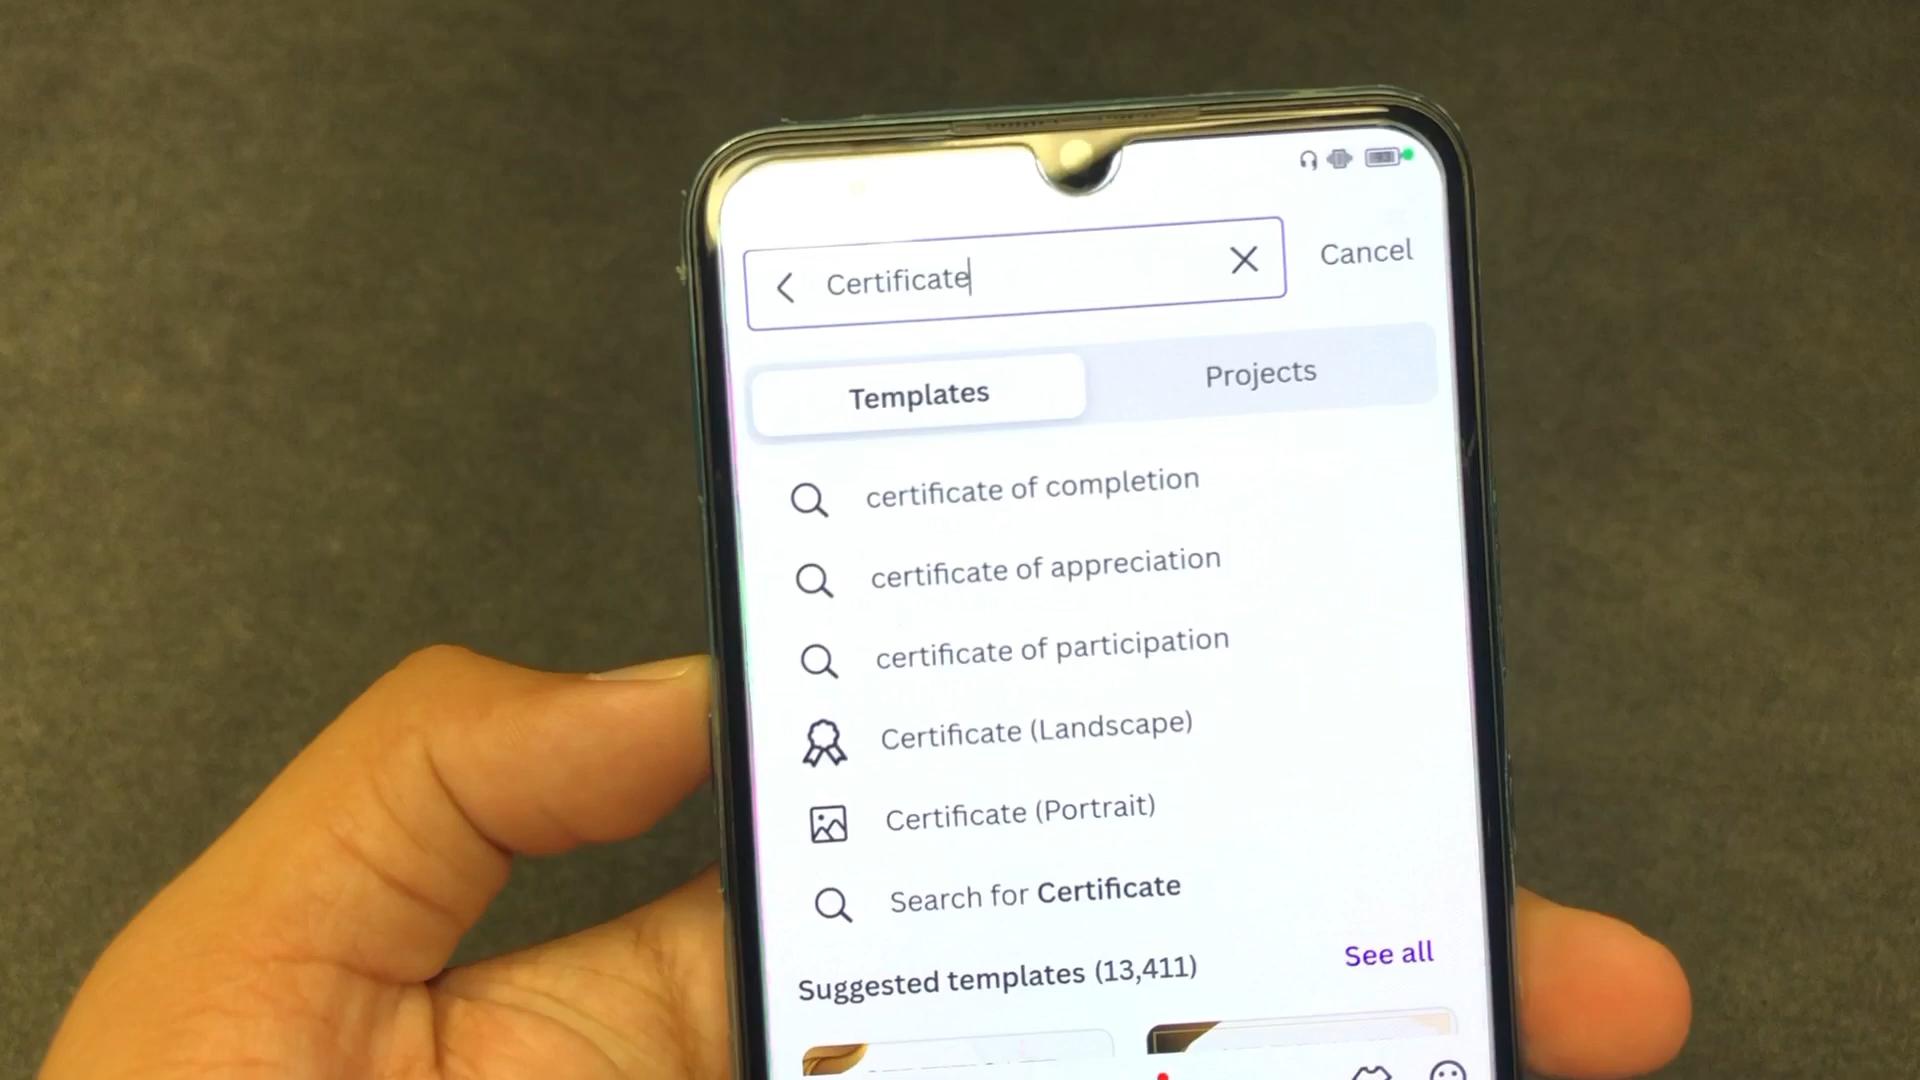 Certificate
Cancel
Templates
Projects
certificate of completion
certificate of appreciation
certificate of participation
Certificate (Landscape)
Certificate (Portrait)
Search for Certificate
Suggested templates (13,411)
See all